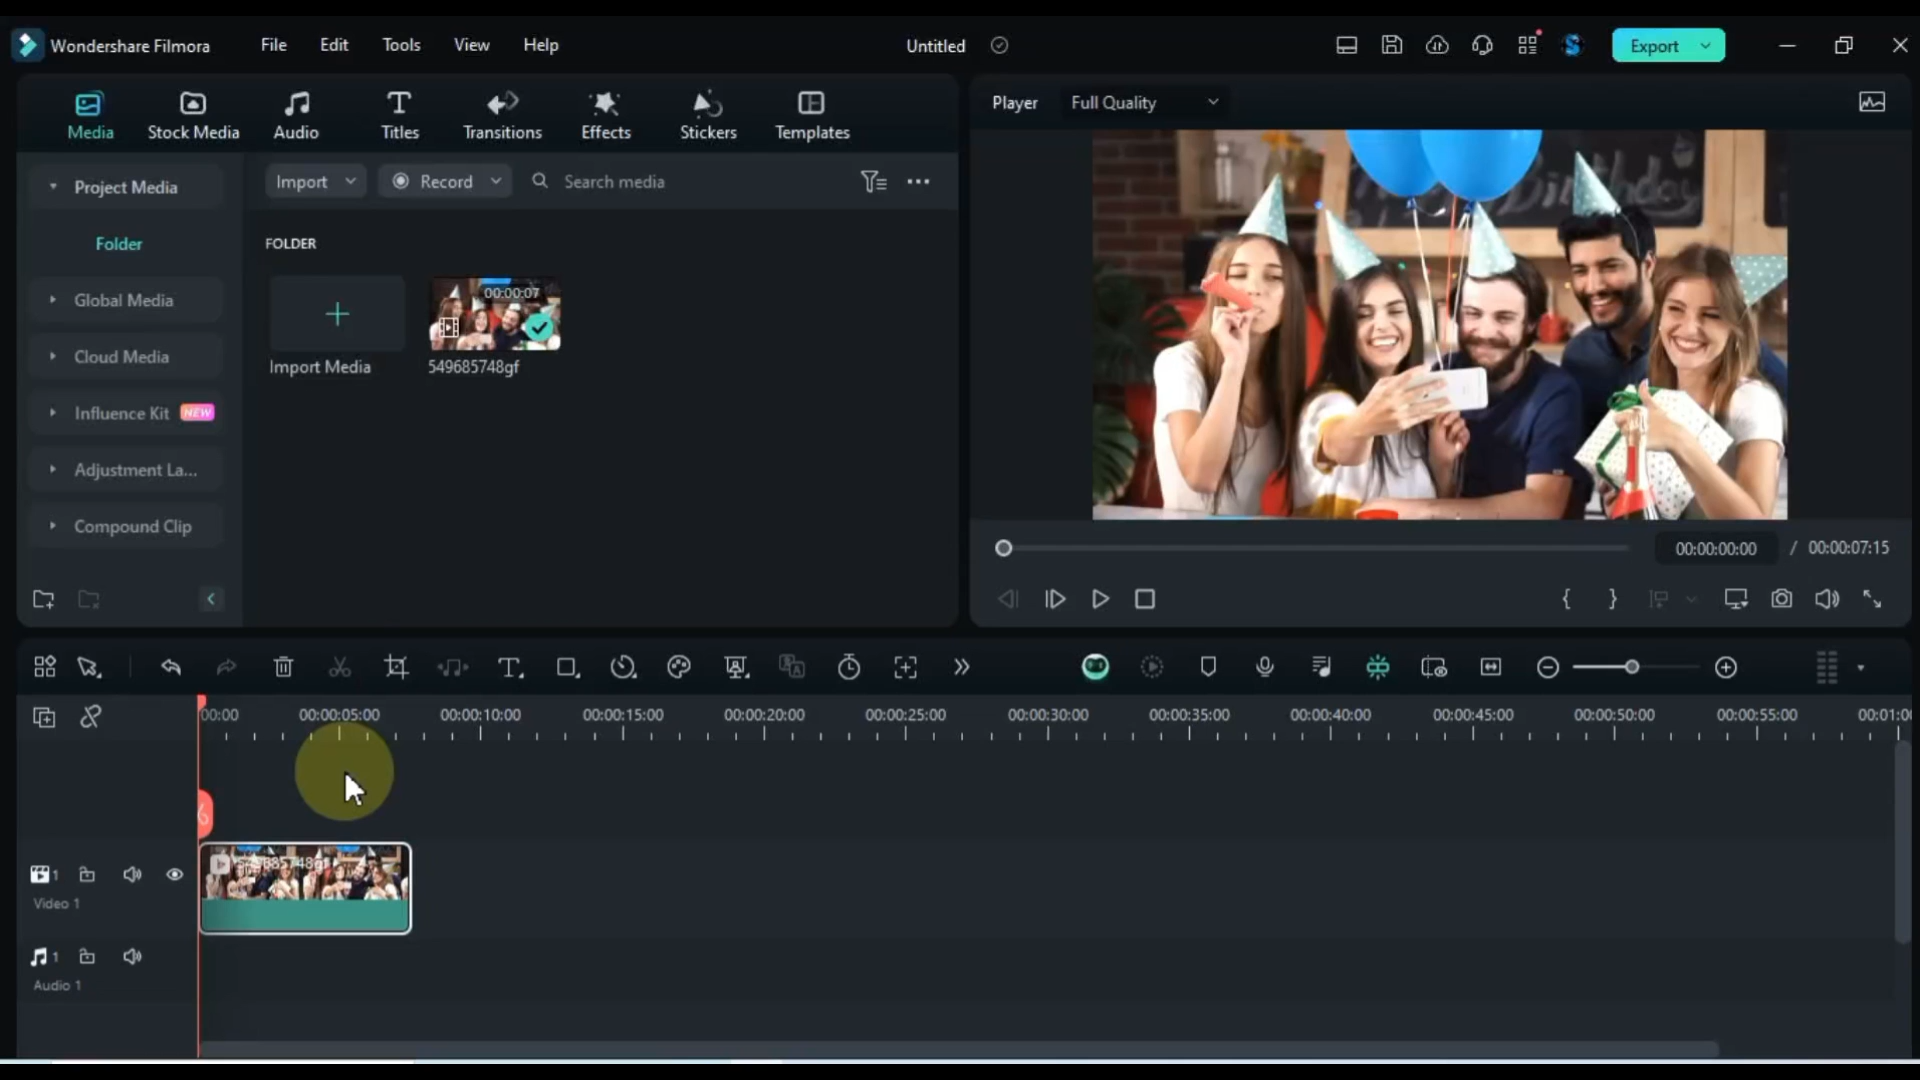 Wondershare Filmora
File
Edit
Tools
View
Help
Untitled
Export
Media
Stock Media
Audio
Titles
Transitions
Effects
Stickers
Templates
Player
Full Quality
Project Media
Folder
Global Media
Cloud Media
Influence Kit NEW
Adjustment La...
Compound Clip
Import
Record
Search media
FOLDER
Import Media
00:00:07
549685748gf
Birthday
00:00:00:00 / 00:00:07:15
00:00
00:00:05:00
00:00:10:00
00:00:15:00
00:00:20:00
00:00:25:00
00:00:30:00
00:00:35:00
00:00:40:00
00:00:45:00
00:00:50:00
00:00:55:00
00:01:0
549685748gf
1
Video 1
1
Audio 1